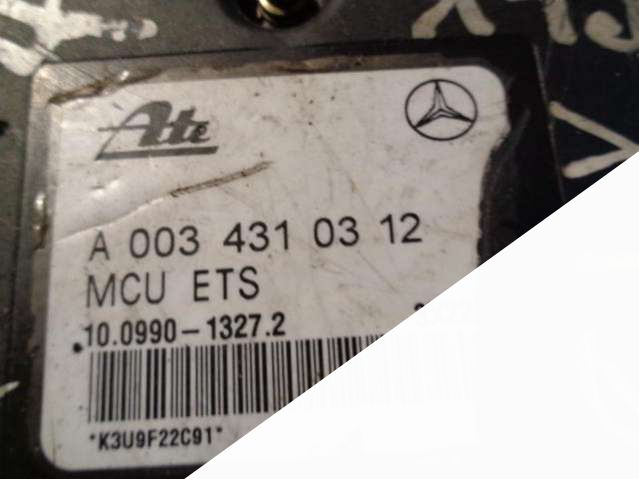 Ate
A 003 431 03 12
MCU ETS
10.0990-1327.2
*K3U9F22C91*